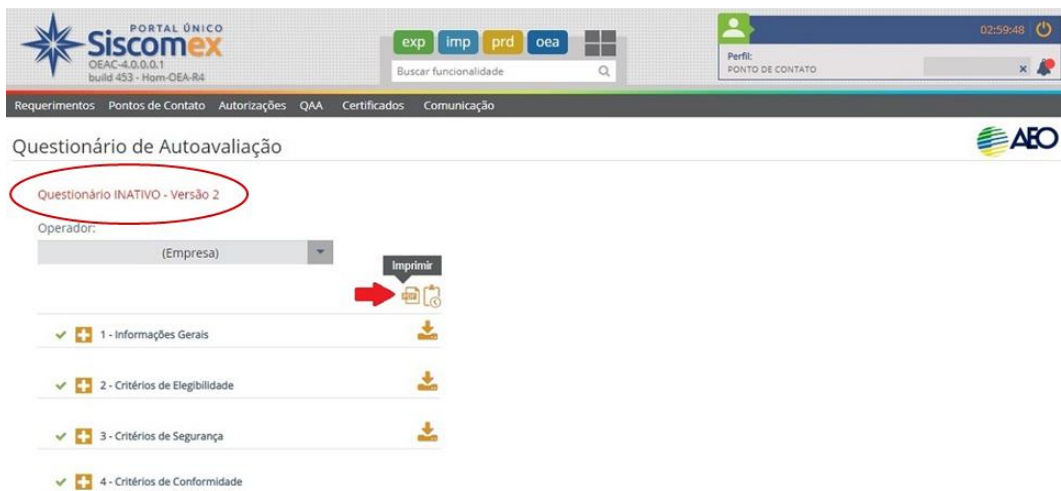 PORTAL ÚNICO
Siscomex
OEAC-4.0.0.0.1
build 453 - Hom-OEA-R4
exp imp prd oea
Buscar funcionalidade
02:59:48
Perfil:
PONTO DE CONTATO
x
Requerimentos Pontos de Contato Autorizações QAA Certificados Comunicação
Questionário de Autoavaliação
AEO
Questionário INATIVO - Versão 2
Operador:
(Empresa)
Imprimir
PDF
1 - Informações Gerais
2 - Critérios de Elegibilidade
3 - Critérios de Segurança
4 - Critérios de Conformidade